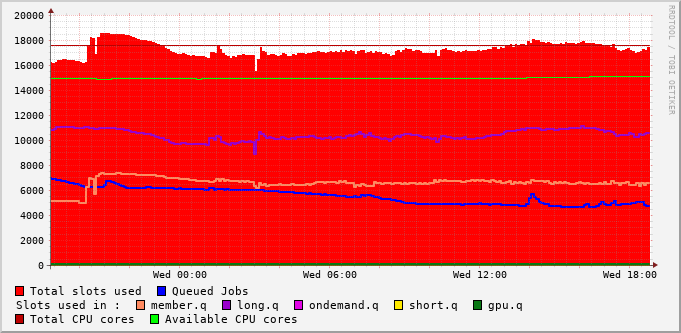 20000
18000
16000
14000
12000
10000
8000
6000
4000
2000
0
Wed 00:00 Wed 06:00 Wed 12:00 Wed 18:00
RRDTOOL / TOBI OETIKER
Total slots used Queued Jobs
Slots used in : member.q long.q ondemand.q short.q gpu.q
Total CPU cores Available CPU cores